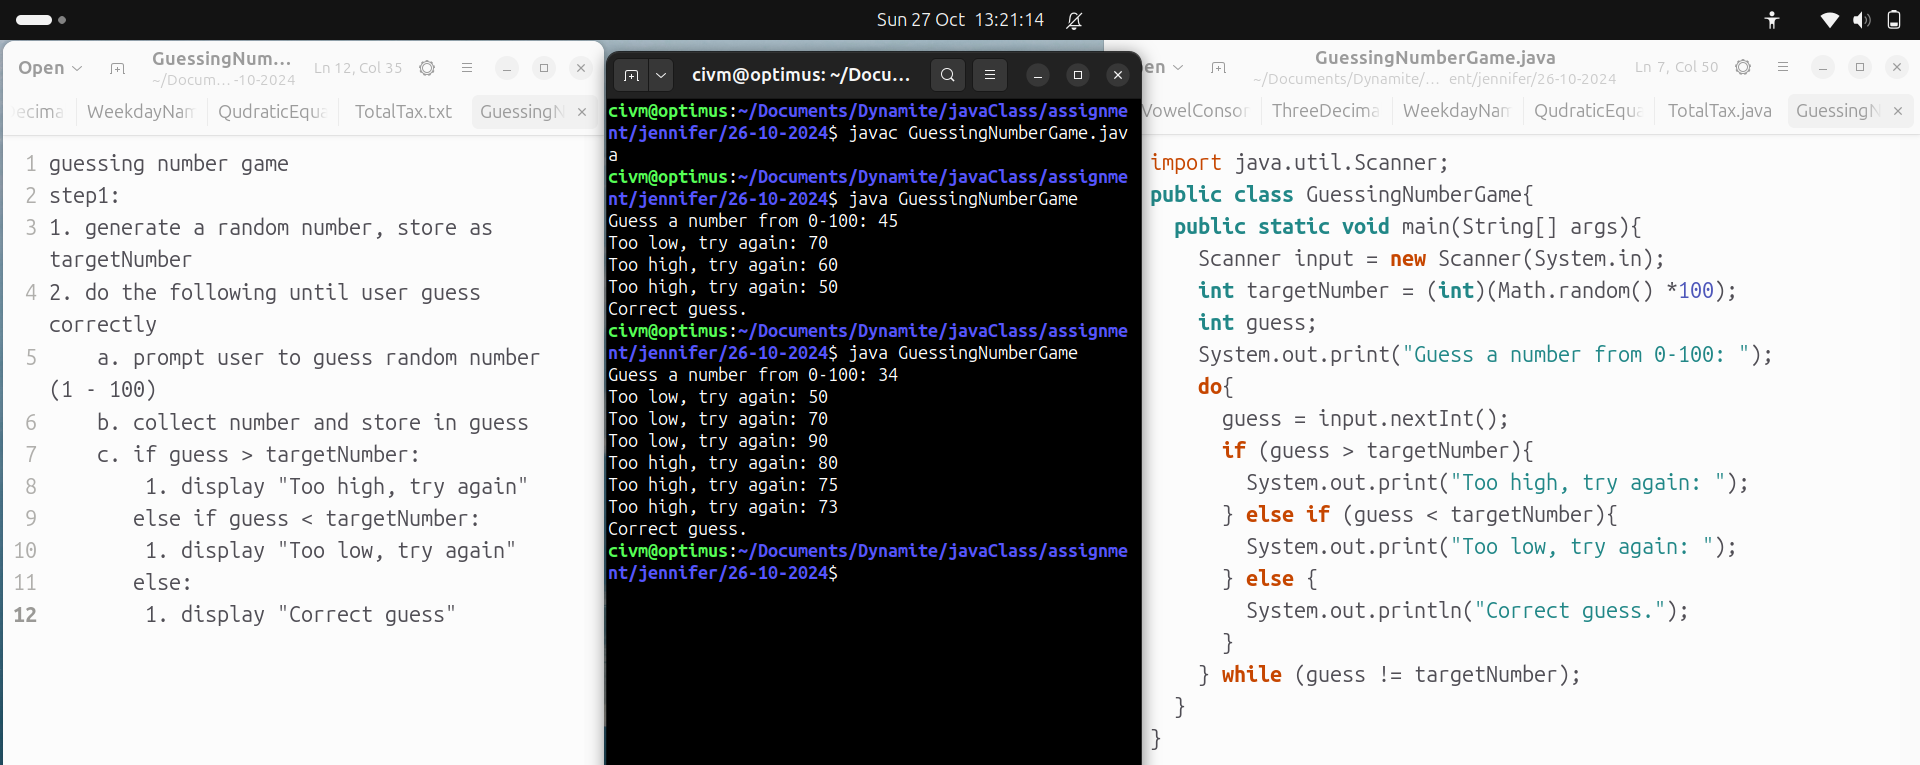 Sun 27 Oct 13:21:14
Open
GuessingNum...
~/Docum... -10-2024
Ln 12, Col 35
ecima
WeekdayNam
QudraticEqua
TotalTax.txt
GuessingN
1 guessing number game
2 step1:
3 1. generate a random number, store as
targetNumber
4 2. do the following until user guess
correctly
5 a. prompt user to guess random number
(1 - 100)
6 b. collect number and store in guess
7 c. if guess > targetNumber:
8 1. display "Too high, try again"
9 else if guess < targetNumber:
10 1. display "Too low, try again"
11 else:
12 1. display "Correct guess"
civm@optimus: ~/Docu...
civm@optimus:~/Documents/Dynamite/javaClass/assignme
nt/jennifer/26-10-2024$ javac GuessingNumberGame.jav
a
civm@optimus:~/Documents/Dynamite/javaClass/assignme
nt/jennifer/26-10-2024$ java GuessingNumberGame
Guess a number from 0-100: 45
Too low, try again: 70
Too high, try again: 60
Too high, try again: 50
Correct guess.
civm@optimus:~/Documents/Dynamite/javaClass/assignme
nt/jennifer/26-10-2024$ java GuessingNumberGame
Guess a number from 0-100: 34
Too low, try again: 50
Too low, try again: 70
Too low, try again: 90
Too high, try again: 80
Too high, try again: 75
Too high, try again: 73
Correct guess.
civm@optimus:~/Documents/Dynamite/javaClass/assignme
nt/jennifer/26-10-2024$
en
GuessingNumberGame.java
~/Documents/Dynamite/... ent/jennifer/26-10-2024
Ln 7, Col 50
VowelConsor
ThreeDecima
WeekdayNam
QudraticEqua
TotalTax.java
GuessingN
import java.util.Scanner;
public class GuessingNumberGame{
public static void main(String[] args){
Scanner input = new Scanner(System.in);
int targetNumber = (int)(Math.random() *100);
int guess;
System.out.print("Guess a number from 0-100: ");
do{
guess = input.nextInt();
if (guess > targetNumber){
System.out.print("Too high, try again: ");
} else if (guess < targetNumber){
System.out.print("Too low, try again: ");
} else {
System.out.println("Correct guess.");
}
} while (guess != targetNumber);
}
}